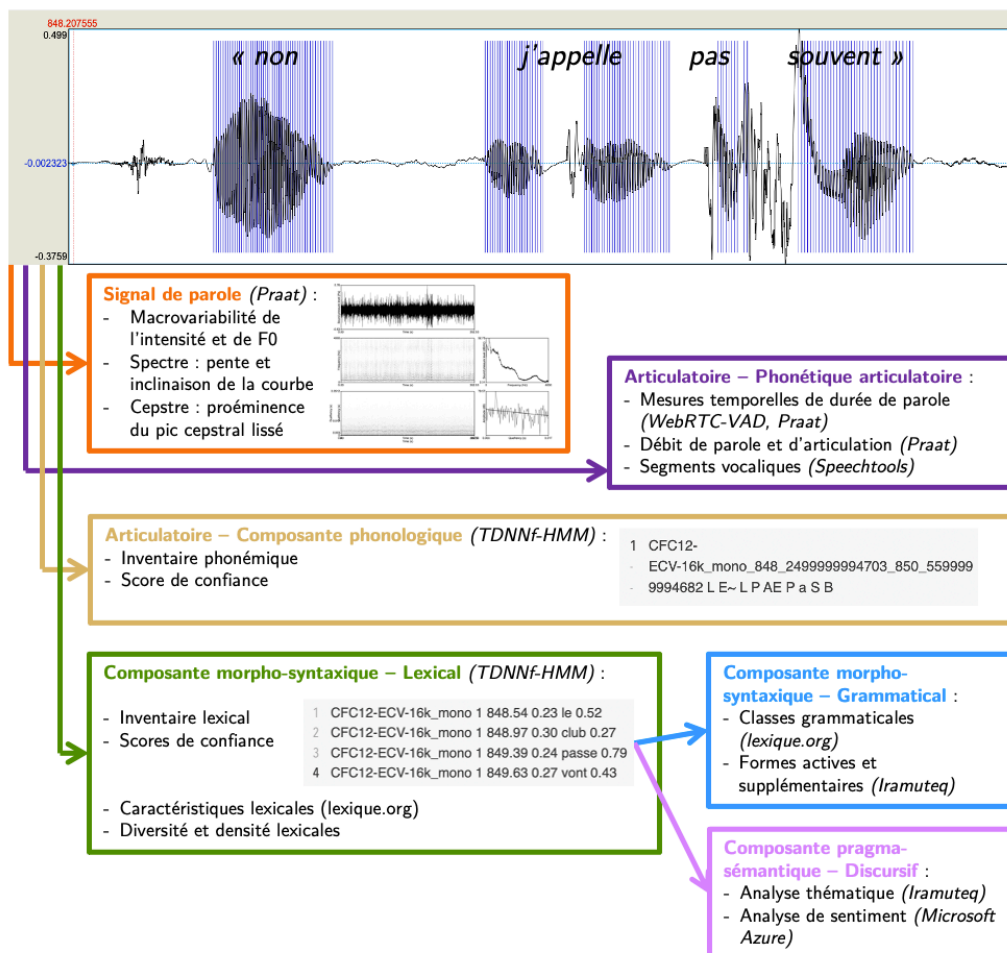 848.207555
0.499
« non j'appelle pas souvent »
-0.002323
-0.3759
Signal de parole (Praat) :
- Macrovariabilité de
l'intensité et de F0
- Spectre : pente et
inclinaison de la courbe
- Cepstre : proéminence
du pic cepstral lissé
Articulatoire – Phonétique articulatoire :
- Mesures temporelles de durée de parole
(WebRTC-VAD, Praat)
- Débit de parole et d'articulation (Praat)
- Segments vocaliques (Speechtools)
Articulatoire – Composante phonologique (TDNNf-HMM) :
- Inventaire phonémique
- Score de confiance
1 CFC12-
- ECV-16k_mono_848_2499999994703_850_559999
- 9994682 L E~ L P AE P a S B
Composante morpho-syntaxique – Lexical (TDNNf-HMM) :
- Inventaire lexical
- Scores de confiance
1 CFC12-ECV-16k_mono 1 848.54 0.23 le 0.52
2 CFC12-ECV-16k_mono 1 848.97 0.30 club 0.27
3 CFC12-ECV-16k_mono 1 849.39 0.24 passe 0.79
4 CFC12-ECV-16k_mono 1 849.63 0.27 vont 0.43
- Caractéristiques lexicales (lexique.org)
- Diversité et densité lexicales
Composante morpho-
syntaxique – Grammatical :
- Classes grammaticales
(lexique.org)
- Formes actives et
supplémentaires (Iramuteq)
Composante pragma-
sémantique – Discursif :
- Analyse thématique (Iramuteq)
- Analyse de sentiment (Microsoft
Azure)